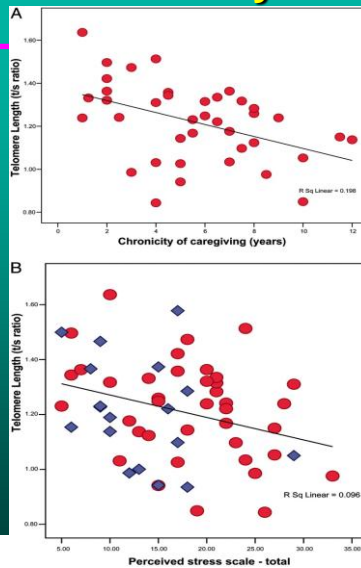 A
Telomere Length (t/s ratio)
1.60
1.40
1.20
1.00
0.80
R Sq Linear = 0.198
0 2 4 6 8 10 12
Chronicity of caregiving (years)
B
Telomere Length (t/s ratio)
1.60
1.40
1.20
1.00
0.80
R Sq Linear = 0.096
5.00 10.00 15.00 20.00 25.00 30.00 35.00
Perceived stress scale - total